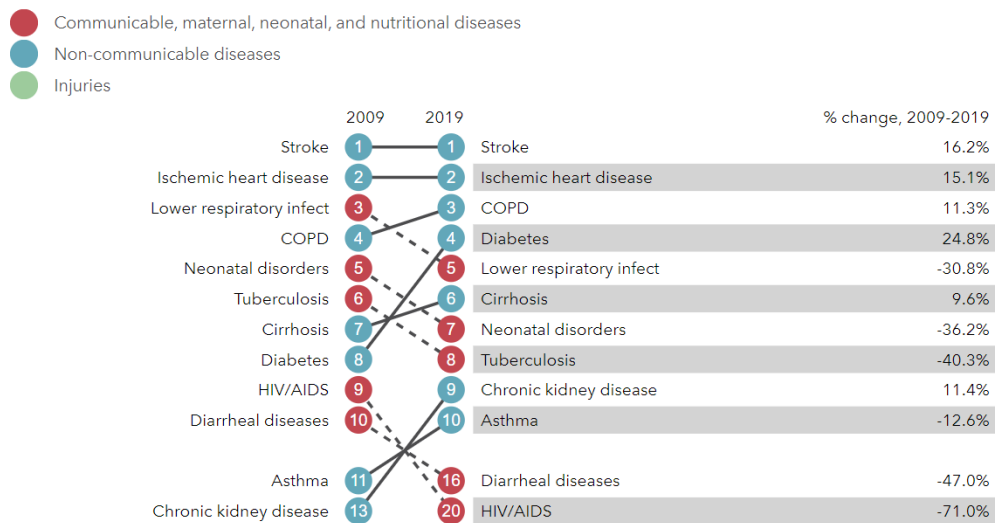 Communicable, maternal, neonatal, and nutritional diseases
Non-communicable diseases
Injuries
2009 2019 % change, 2009-2019
Stroke 1 1 Stroke 16.2%
Ischemic heart disease 2 2 Ischemic heart disease 15.1%
Lower respiratory infect 3 3 COPD 11.3%
COPD 4 4 Diabetes 24.8%
Neonatal disorders 5 5 Lower respiratory infect -30.8%
Tuberculosis 6 6 Cirrhosis 9.6%
Cirrhosis 7 7 Neonatal disorders -36.2%
Diabetes 8 8 Tuberculosis -40.3%
HIV/AIDS 9 9 Chronic kidney disease 11.4%
Diarrheal diseases 10 10 Asthma -12.6%
Asthma 11 16 Diarrheal diseases -47.0%
Chronic kidney disease 13 20 HIV/AIDS -71.0%